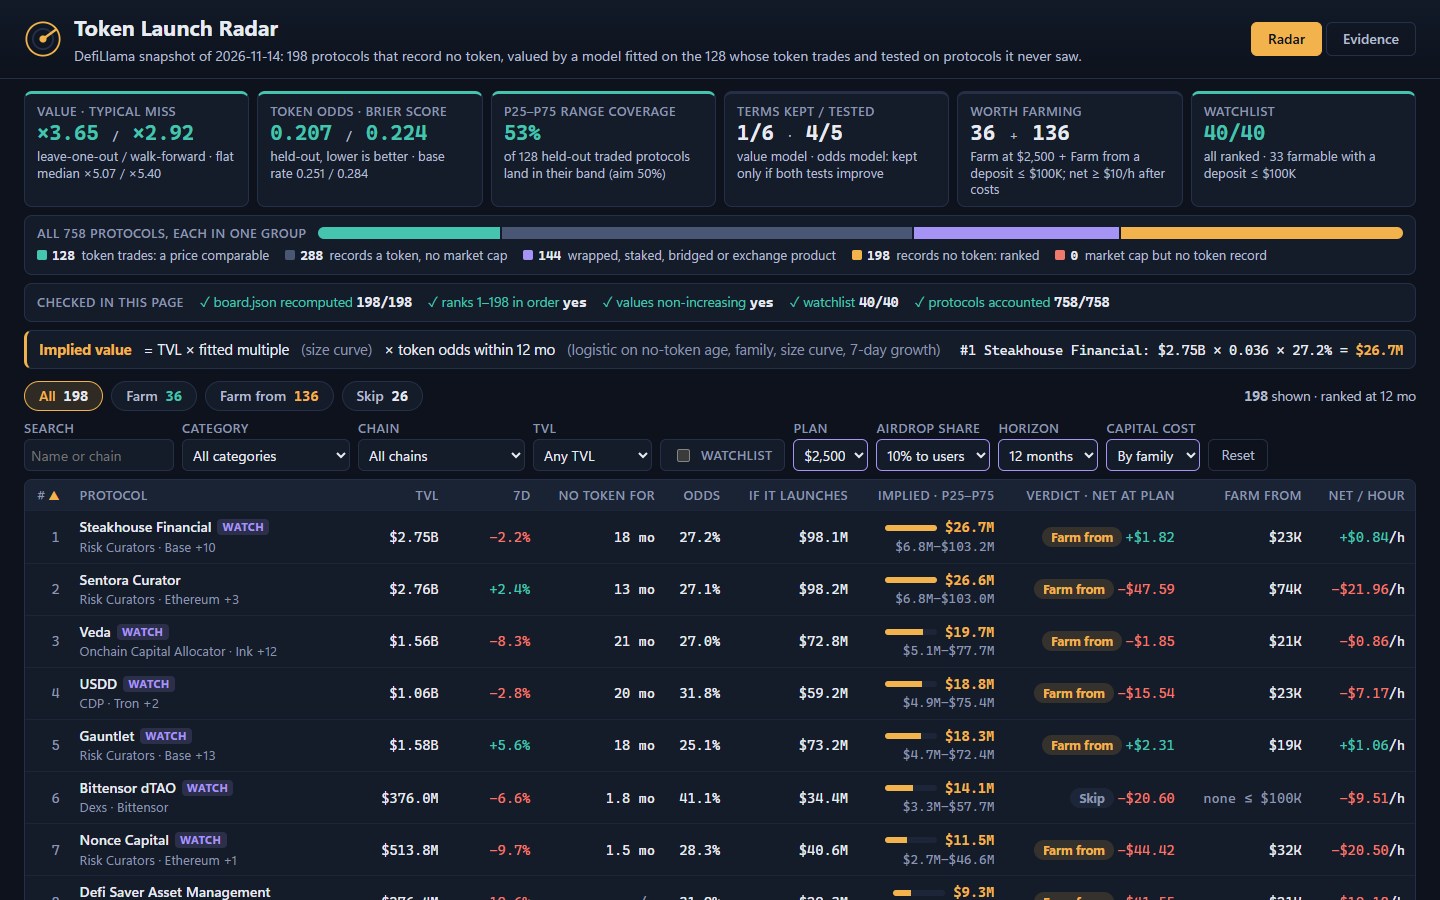 Token Launch Radar
DefiLlama snapshot of 2026-11-14: 198 protocols that record no token, valued by a model fitted on the 128 whose token trades and tested on protocols it never saw.
Radar Evidence
VALUE · TYPICAL MISS
×3.65 / ×2.92
leave-one-out / walk-forward · flat
median ×5.07 / ×5.40
TOKEN ODDS · BRIER SCORE
0.207 / 0.224
held-out, lower is better · base
rate 0.251 / 0.284
P25–P75 RANGE COVERAGE
53%
of 128 held-out traded protocols
land in their band (aim 50%)
TERMS KEPT / TESTED
1/6 · 4/5
value model · odds model: kept
only if both tests improve
WORTH FARMING
36 + 136
Farm at $2,500 + Farm from a
deposit ≤ $100K; net ≥ $10/h after
costs
WATCHLIST
40/40
all ranked · 33 farmable with a
deposit ≤ $100K
ALL 758 PROTOCOLS, EACH IN ONE GROUP
128 token trades: a price comparable 288 records a token, no market cap 144 wrapped, staked, bridged or exchange product 198 records no token: ranked 0 market cap but no token record
CHECKED IN THIS PAGE ✓ board.json recomputed 198/198 ✓ ranks 1–198 in order yes ✓ values non-increasing yes ✓ watchlist 40/40 ✓ protocols accounted 758/758
Implied value = TVL × fitted multiple (size curve) × token odds within 12 mo (logistic on no-token age, family, size curve, 7-day growth) #1 Steakhouse Financial: $2.75B × 0.036 × 27.2% = $26.7M
All 198 Farm 36 Farm from 136 Skip 26 198 shown · ranked at 12 mo
SEARCH CATEGORY CHAIN TVL PLAN AIRDROP SHARE HORIZON CAPITAL COST
Name or chain All categories All chains Any TVL WATCHLIST $2,500 10% to users 12 months By family Reset
# ▲ PROTOCOL TVL 7D NO TOKEN FOR ODDS IF IT LAUNCHES IMPLIED · P25–P75 VERDICT · NET AT PLAN FARM FROM NET / HOUR
1 Steakhouse Financial WATCH $2.75B −2.2% 18 mo 27.2% $98.1M $26.7M Farm from +$1.82 $23K +$0.84/h
Risk Curators · Base +10 $6.8M–$103.2M
2 Sentora Curator $2.76B +2.4% 13 mo 27.1% $98.2M $26.6M Farm from −$47.59 $74K −$21.96/h
Risk Curators · Ethereum +3 $6.8M–$103.0M
3 Veda WATCH $1.56B −8.3% 21 mo 27.0% $72.8M $19.7M Farm from −$1.85 $21K −$0.86/h
Onchain Capital Allocator · Ink +12 $5.1M–$77.7M
4 USDD WATCH $1.06B −2.8% 20 mo 31.8% $59.2M $18.8M Farm from −$15.54 $23K −$7.17/h
CDP · Tron +2 $4.9M–$75.4M
5 Gauntlet WATCH $1.58B +5.6% 18 mo 25.1% $73.2M $18.3M Farm from +$2.31 $19K +$1.06/h
Risk Curators · Base +13 $4.7M–$72.4M
6 Bittensor dTAO WATCH $376.0M −6.6% 1.8 mo 41.1% $34.4M $14.1M Skip −$20.60 none ≤ $100K −$9.51/h
Dexs · Bittensor $3.3M–$57.7M
7 Nonce Capital WATCH $513.8M −9.7% 1.5 mo 28.3% $40.6M $11.5M Farm from −$44.42 $32K −$20.50/h
Risk Curators · Ethereum +1 $2.7M–$46.6M
Defi Saver Asset Management $9.3M